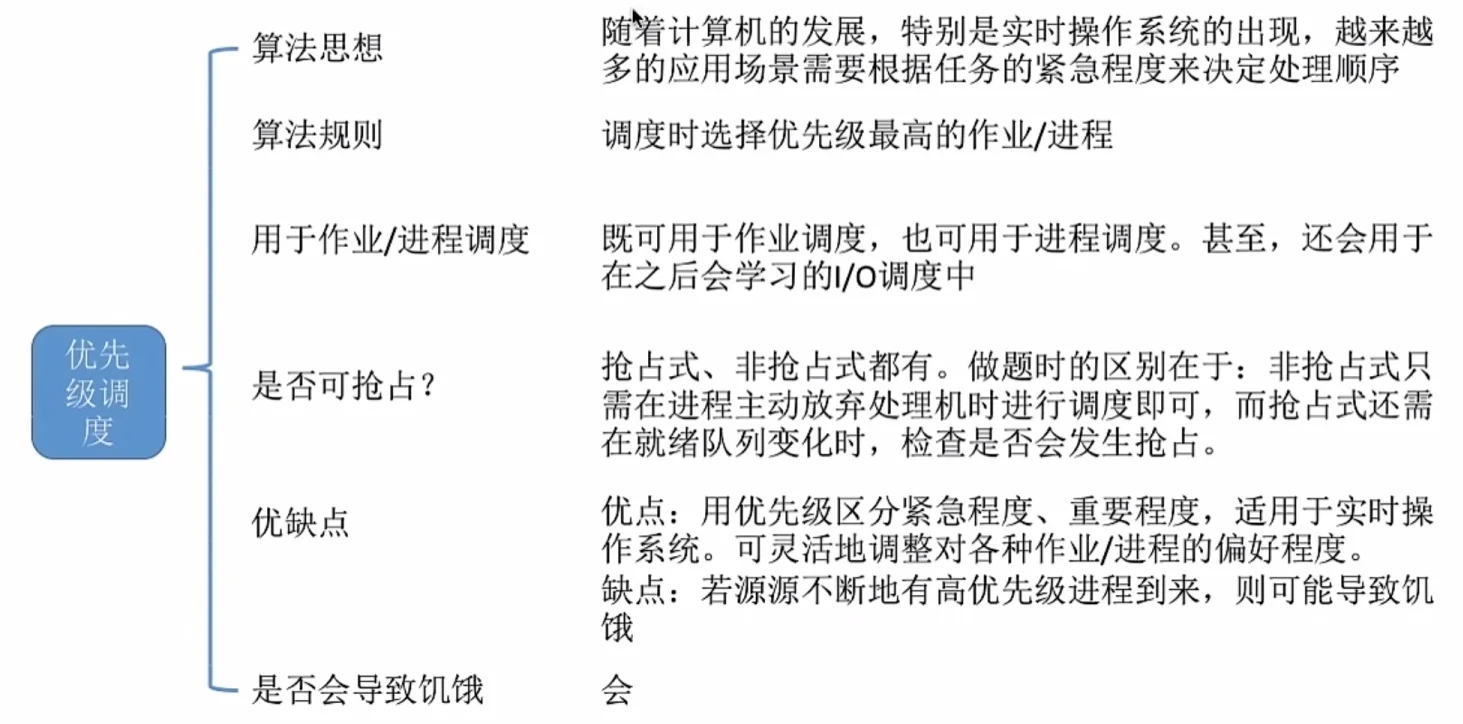 优先
级调
度
算法思想
随着计算机的发展，特别是实时操作系统的出现，越来越
多的应用场景需要根据任务的紧急程度来决定处理顺序
算法规则
调度时选择优先级最高的作业/进程
用于作业/进程调度
既可用于作业调度，也可用于进程调度。甚至，还会用于
在之后会学习的I/O调度中
是否可抢占？
抢占式、非抢占式都有。做题时的区别在于：非抢占式只
需在进程主动放弃处理机时进行调度即可，而抢占式还需
在就绪队列变化时，检查是否会发生抢占。
优缺点
优点：用优先级区分紧急程度、重要程度，适用于实时操
作系统。可灵活地调整对各种作业/进程的偏好程度。
缺点：若源源不断地有高优先级进程到来，则可能导致饥
饿
是否会导致饥饿
会